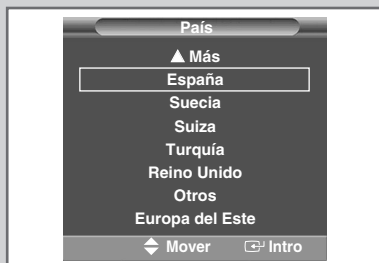 País
▲ Más
España
Suecia
Suiza
Turquía
Reino Unido
Otros
Europa del Este
Mover Intro